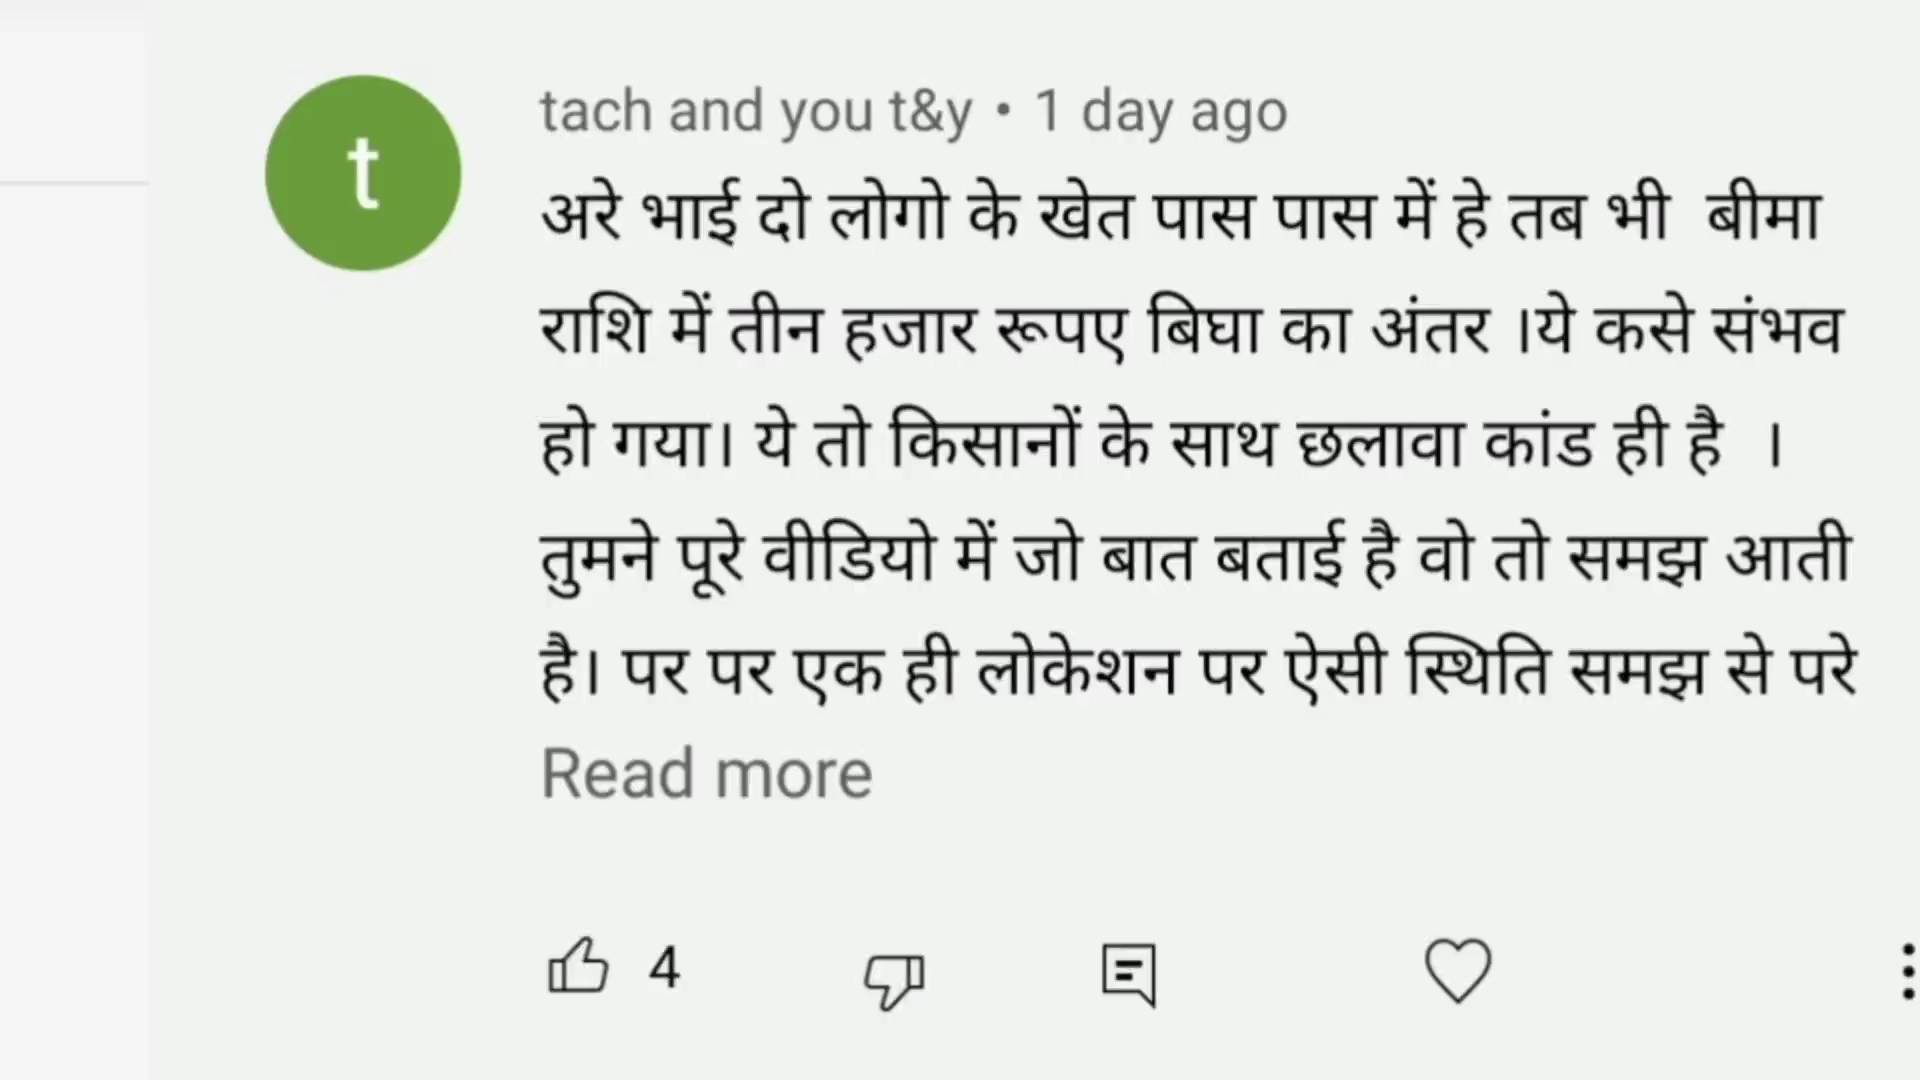 t
tach and you t&y • 1 day ago
अरे भाई दो लोगो के खेत पास पास में हे तब भी  बीमा
राशि में तीन हजार रूपए बिघा का अंतर ।ये कसे संभव
हो गया। ये तो किसानों के साथ छलावा कांड ही है  ।
तुमने पूरे वीडियो में जो बात बताई है वो तो समझ आती
है। पर पर एक ही लोकेशन पर ऐसी स्थिति समझ से परे
Read more
4